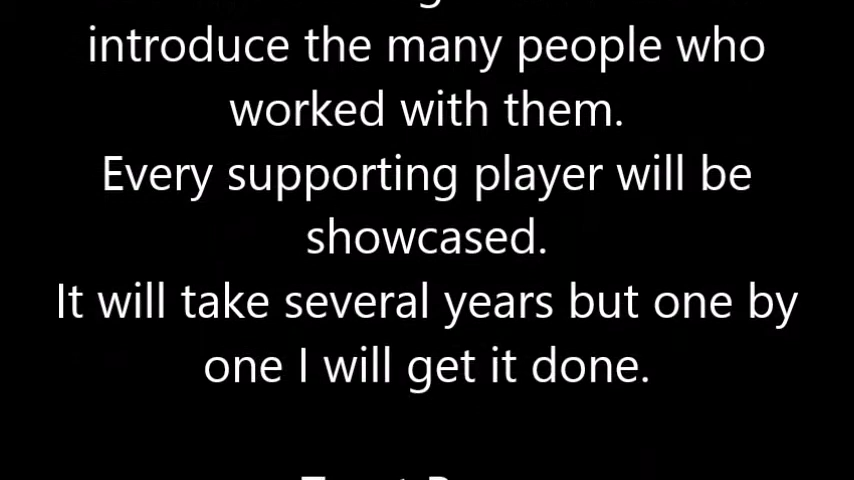 introduce the many people who
worked with them.
Every supporting player will be
showcased.
It will take several years but one by
one I will get it done.